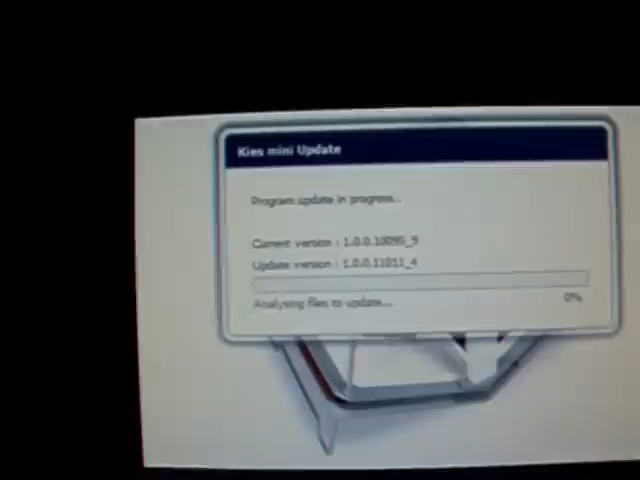 Kies mini Update
Program update in progress...
Current version : 1.0.0.10095_9
Update version : 1.0.0.11011_4
Analysing files to update... 0%